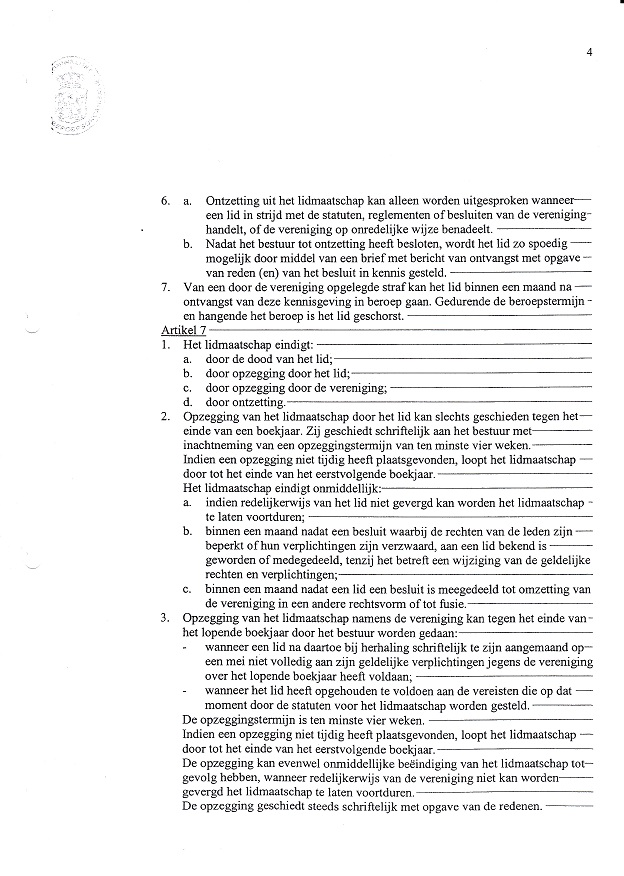 4
6. a. Ontzetting uit het lidmaatschap kan alleen worden uitgesproken wanneer
een lid in strijd met de statuten, reglementen of besluiten van de vereniging
handelt, of de vereniging op onredelijke wijze benadeelt.
b. Nadat het bestuur tot ontzetting heeft besloten, wordt het lid zo spoedig
mogelijk door middel van een brief met bericht van ontvangst met opgave
van reden (en) van het besluit in kennis gesteld.
7. Van een door de vereniging opgelegde straf kan het lid binnen een maand na
ontvangst van deze kennisgeving in beroep gaan. Gedurende de beroepstermijn
en hangende het beroep is het lid geschorst.
Artikel 7
1. Het lidmaatschap eindigt:
a. door de dood van het lid;
b. door opzegging door het lid;
c. door opzegging door de vereniging;
d. door ontzetting.
2. Opzegging van het lidmaatschap door het lid kan slechts geschieden tegen het
einde van een boekjaar. Zij geschiedt schriftelijk aan het bestuur met
inachtneming van een opzeggingstermijn van ten minste vier weken.
Indien een opzegging niet tijdig heeft plaatsgevonden, loopt het lidmaatschap
door tot het einde van het eerstvolgende boekjaar.
Het lidmaatschap eindigt onmiddellijk:
a. indien redelijkerwijs van het lid niet gevergd kan worden het lidmaatschap
te laten voortduren;
b. binnen een maand nadat een besluit waarbij de rechten van de leden zijn
beperkt of hun verplichtingen zijn verzwaard, aan een lid bekend is
geworden of medegedeeld, tenzij het betreft een wijziging van de geldelijke
rechten en verplichtingen;
c. binnen een maand nadat een lid een besluit is meegedeeld tot omzetting van
de vereniging in een andere rechtsvorm of tot fusie.
3. Opzegging van het lidmaatschap namens de vereniging kan tegen het einde van
het lopende boekjaar door het bestuur worden gedaan:
- wanneer een lid na daartoe bij herhaling schriftelijk te zijn aangemaand op
een mei niet volledig aan zijn geldelijke verplichtingen jegens de vereniging
over het lopende boekjaar heeft voldaan;
- wanneer het lid heeft opgehouden te voldoen aan de vereisten die op dat
moment door de statuten voor het lidmaatschap worden gesteld.
De opzeggingstermijn is ten minste vier weken.
Indien een opzegging niet tijdig heeft plaatsgevonden, loopt het lidmaatschap
door tot het einde van het eerstvolgende boekjaar.
De opzegging kan evenwel onmiddellijke beëindiging van het lidmaatschap tot
gevolg hebben, wanneer redelijkerwijs van de vereniging niet kan worden
gevergd het lidmaatschap te laten voortduren.
De opzegging geschiedt steeds schriftelijk met opgave van de redenen.